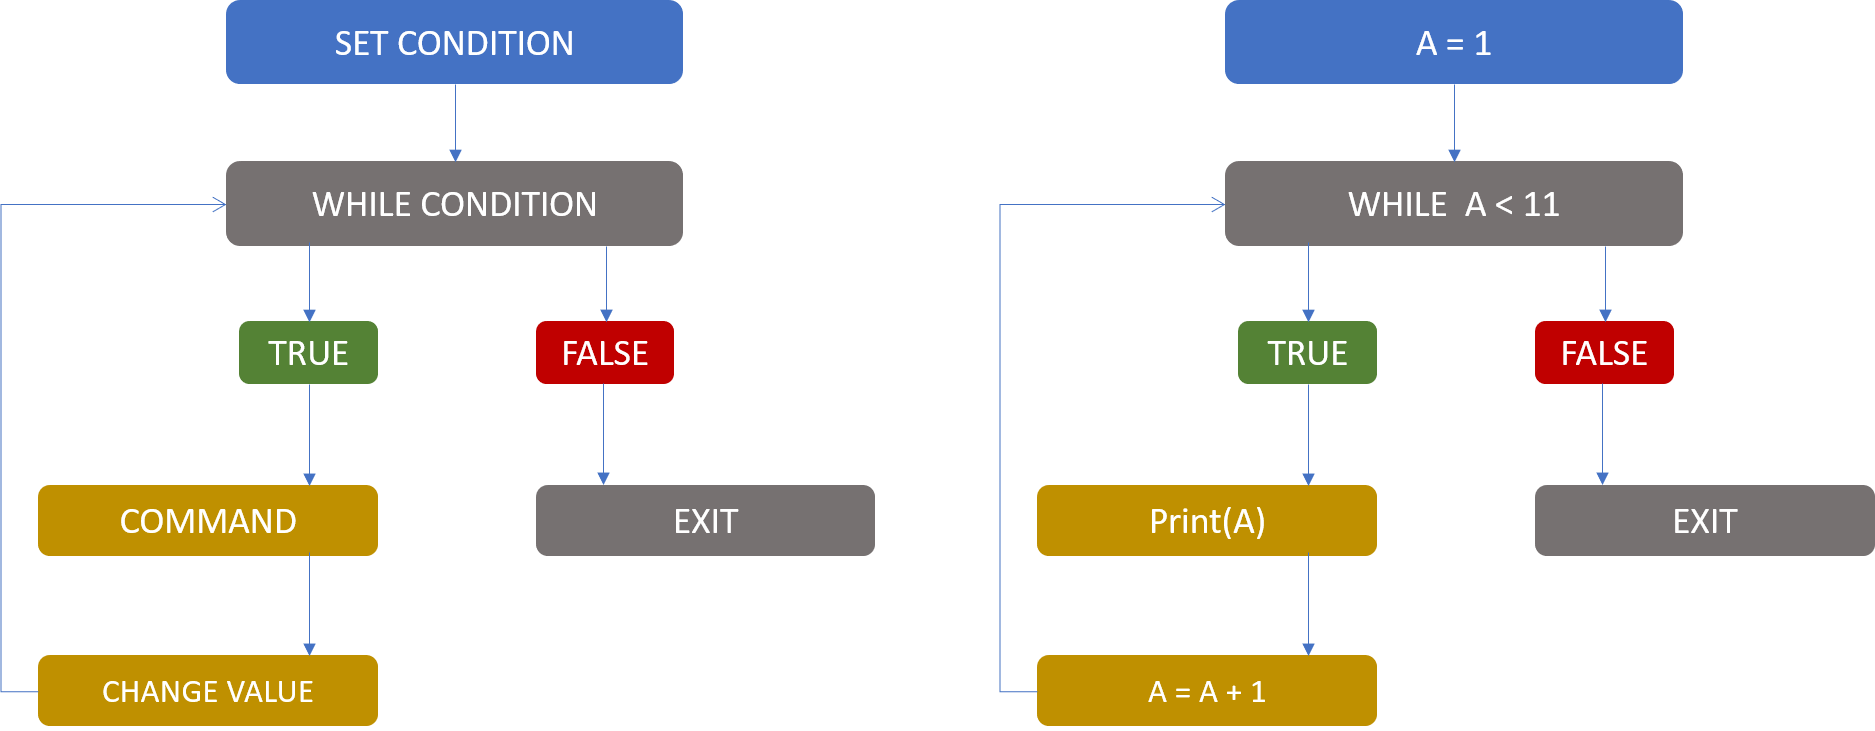 SET CONDITION
WHILE CONDITION
TRUE
FALSE
COMMAND
EXIT
CHANGE VALUE
A = 1
WHILE  A < 11
TRUE
FALSE
Print(A)
EXIT
A = A + 1